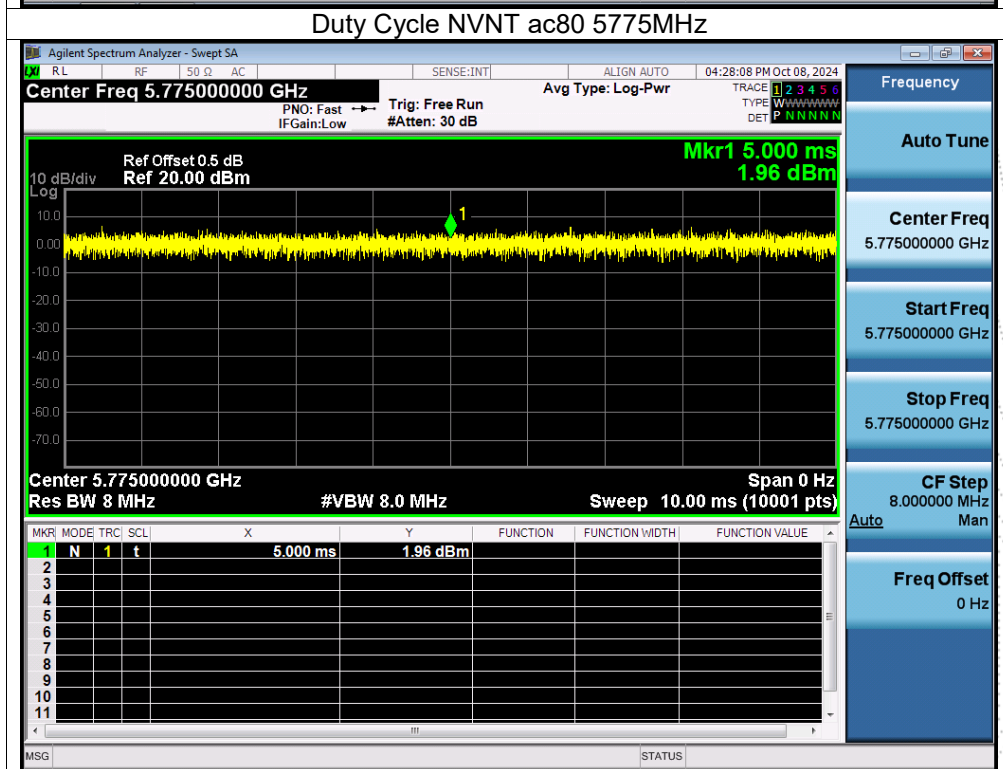 Duty Cycle NVNT ac80 5775MHz
Agilent Spectrum Analyzer - Swept SA
LXI RL RF 50 Ω AC SENSE:INT ALIGN AUTO 04:28:08 PM Oct 08, 2024
Center Freq 5.775000000 GHz Avg Type: Log-Pwr TRACE 1 2 3 4 5 6
PNO: Fast Trig: Free Run TYPE WWWWWW
IFGain:Low #Atten: 30 dB DET P N N N N N
Frequency
Auto Tune
Center Freq
5.775000000 GHz
Start Freq
5.775000000 GHz
Stop Freq
5.775000000 GHz
CF Step
8.000000 MHz
Auto Man
Freq Offset
0 Hz
Mkr1 5.000 ms
1.96 dBm
Ref Offset 0.5 dB
10 dB/div Ref 20.00 dBm
Log
1
10.0
0.00
-10.0
-20.0
-30.0
-40.0
-50.0
-60.0
-70.0
Center 5.775000000 GHz Span 0 Hz
Res BW 8 MHz #VBW 8.0 MHz Sweep 10.00 ms (10001 pts)
MKR MODE TRC SCL X Y FUNCTION FUNCTION WIDTH FUNCTION VALUE
1 N 1 t 5.000 ms 1.96 dBm
2
3
4
5
6
7
8
9
10
11
MSG STATUS